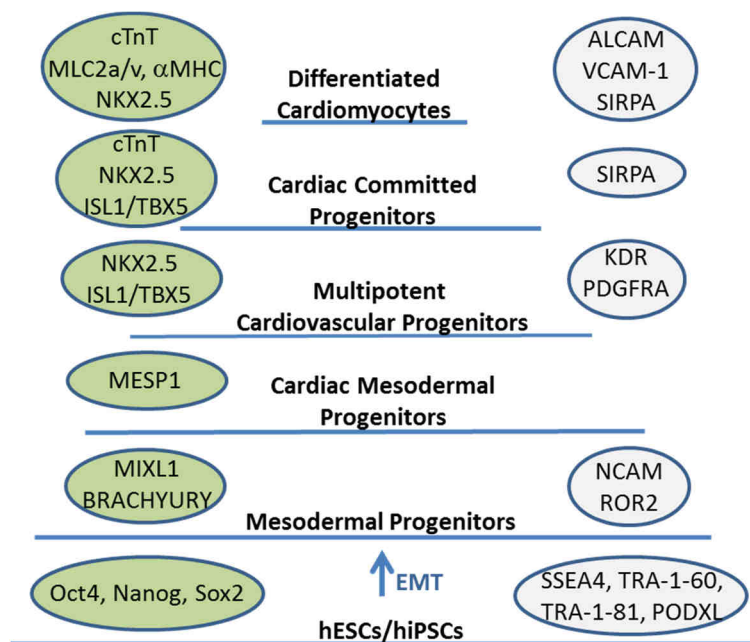 cTnT
MLC2a/v, αMHC
NKX2.5
Differentiated
Cardiomyocytes
ALCAM
VCAM-1
SIRPA
cTnT
NKX2.5
ISL1/TBX5
Cardiac Committed
Progenitors
SIRPA
NKX2.5
ISL1/TBX5
Multipotent
Cardiovascular Progenitors
KDR
PDGFRA
MESP1
Cardiac Mesodermal
Progenitors
MIXL1
BRACHYURY
Mesodermal Progenitors
NCAM
ROR2
Oct4, Nanog, Sox2
EMT
hESCs/hiPSCs
SSEA4, TRA-1-60,
TRA-1-81, PODXL